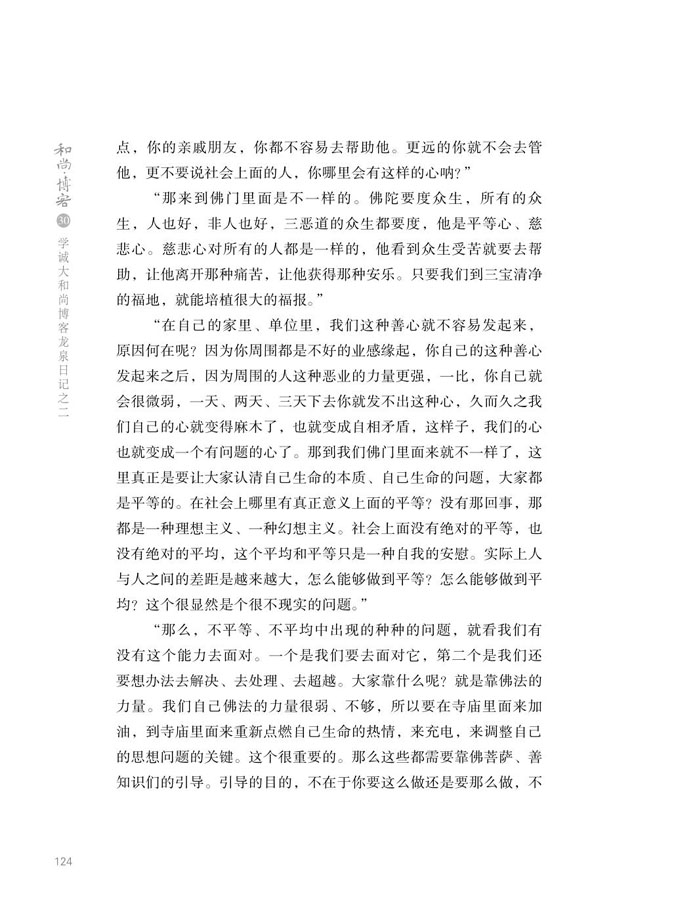 和尚·博客
30
学诚大和尚博客龙泉日记之二
点，你的亲戚朋友，你都不容易去帮助他。更远的你就不会去管
他，更不要说社会上面的人，你哪里会有这样的心呐？”
“那来到佛门里面是不一样的。佛陀要度众生，所有的众
生，人也好，非人也好，三恶道的众生都要度，他是平等心、慈
悲心。慈悲心对所有的人都是一样的，他看到众生受苦就要去帮
助，让他离开那种痛苦，让他获得那种安乐。只要我们到三宝清净
的福地，就能培植很大的福报。”
“在自己的家里、单位里，我们这种善心就不容易发起来，
原因何在呢？因为你周围都是不好的业感缘起，你自己的这种善心
发起来之后，因为周围的人这种恶业的力量更强，一比，你自己就
会很微弱，一天、两天、三天下去你就发不出这种心，久而久之我
们自己的心就变得麻木了，也就变成自相矛盾，这样子，我们的心
也就变成一个有问题的心了。那到我们佛门里面来就不一样了，这
里真正是要让大家认清自己生命的本质、自己生命的问题，大家都
是平等的。在社会上哪里有真正意义上面的平等？没有那回事，那
都是一种理想主义、一种幻想主义。社会上面没有绝对的平等，也
没有绝对的平均，这个平均和平等只是一种自我的安慰。实际上人
与人之间的差距是越来越大，怎么能够做到平等？怎么能够做到平
均？这个很显然是个很不现实的问题。”
“那么，不平等、不平均中出现的种种的问题，就看我们有
没有这个能力去面对。一个是我们要去面对它，第二个是我们还
要想办法去解决、去处理、去超越。大家靠什么呢？就是靠佛法的
力量。我们自己佛法的力量很弱、不够，所以要在寺庙里面来加
油，到寺庙里面来重新点燃自己生命的热情，来充电，来调整自己
的思想问题的关键。这个很重要的。那么这些都需要靠佛菩萨、善
知识们的引导。引导的目的，不在于你要这么做还是要那么做，不
124